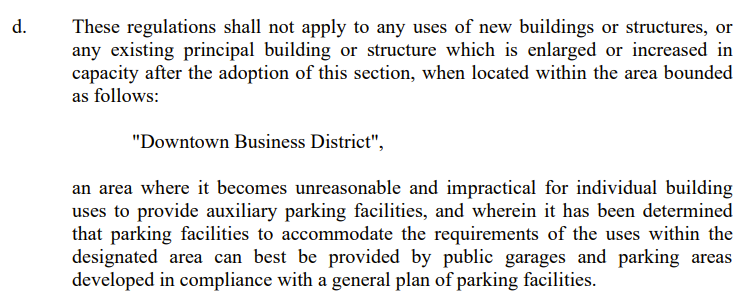 d. These regulations shall not apply to any uses of new buildings or structures, or
any existing principal building or structure which is enlarged or increased in
capacity after the adoption of this section, when located within the area bounded
as follows:
"Downtown Business District",
an area where it becomes unreasonable and impractical for individual building
uses to provide auxiliary parking facilities, and wherein it has been determined
that parking facilities to accommodate the requirements of the uses within the
designated area can best be provided by public garages and parking areas
developed in compliance with a general plan of parking facilities.